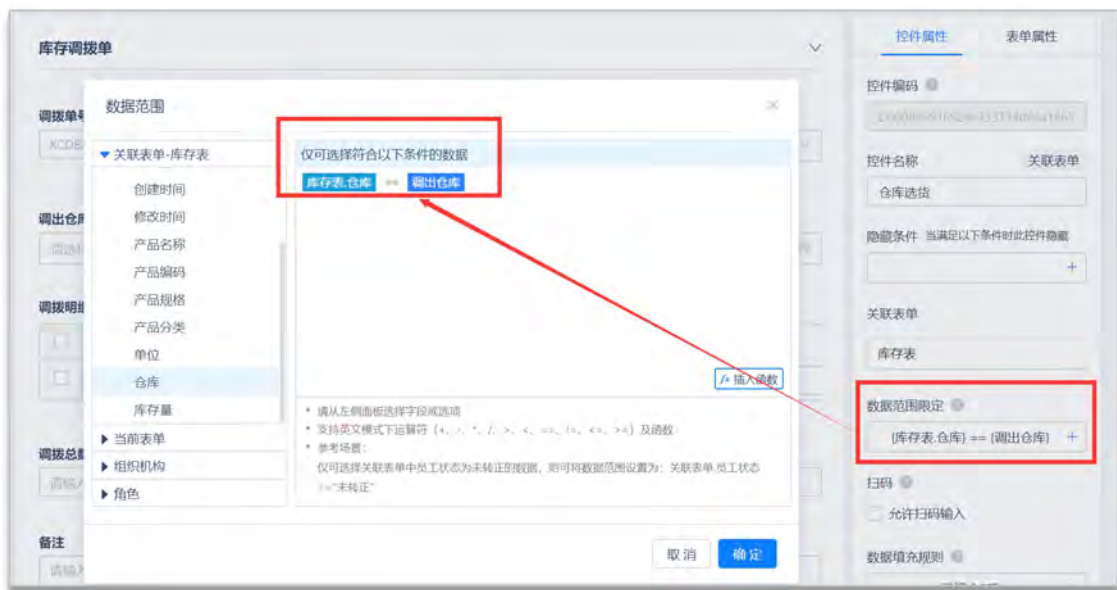 库存调拨单
调拨单号
KCDB
调出仓库
调拨明细
调拨总数
请输入
备注
请输入
数据范围
关联表单-库存表
创建时间
修改时间
产品名称
产品编码
产品规格
产品分类
单位
仓库
库存量
当前表单
组织机构
角色
仅可选择符合以下条件的数据
库存表.仓库 == 调出仓库
fx 插入函数
• 请从左侧面板选择字段或选项
• 支持英文模式下运算符 (+, -, *, /, >, <, ==, !=, <=, >=) 及函数
• 参考场景:
仅可选择关联表单中员工状态为未转正的数据, 则可将数据范围设置为: 关联表单.员工状态
=="未转正"
取消 确定
控件属性 表单属性
控件编码
控件名称 关联表单
仓库选货
隐藏条件 当满足以下条件时此控件隐藏
+
关联表单
库存表
数据范围限定
{库存表.仓库} == {调出仓库} +
扫码
允许扫码输入
数据填充规则